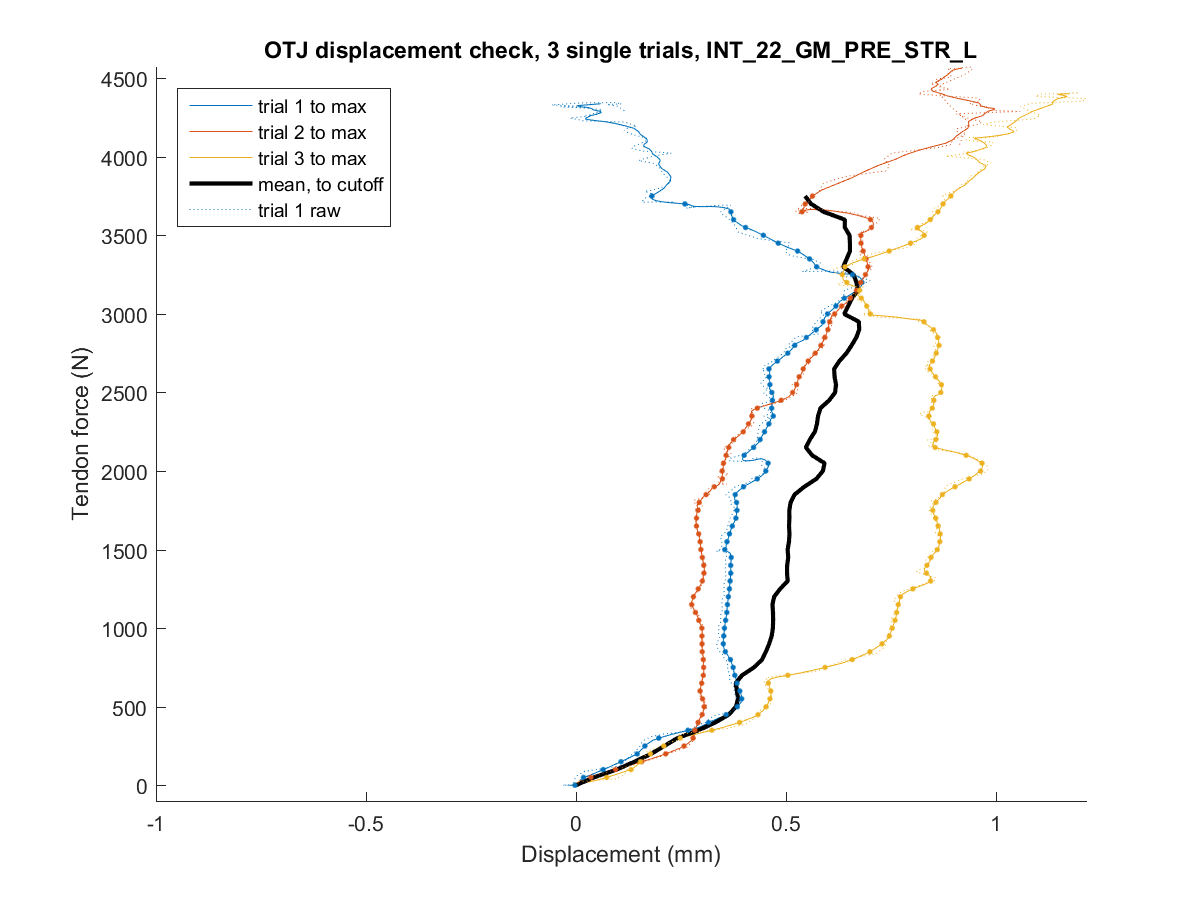 OTJ displacement check, 3 single trials, INT_22_GM_PRE_STR_L
trial 1 to max
trial 2 to max
trial 3 to max
mean, to cutoff
trial 1 raw
4500
4000
3500
3000
2500
2000
1500
1000
500
0
Tendon force (N)
-1
-0.5
0
0.5
1
Displacement (mm)